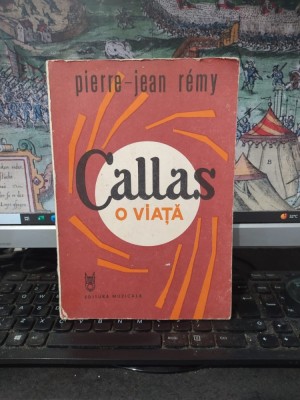 pierre-jean rémy
Callas
O VIAȚĂ
EDITURA MUZICALĂ